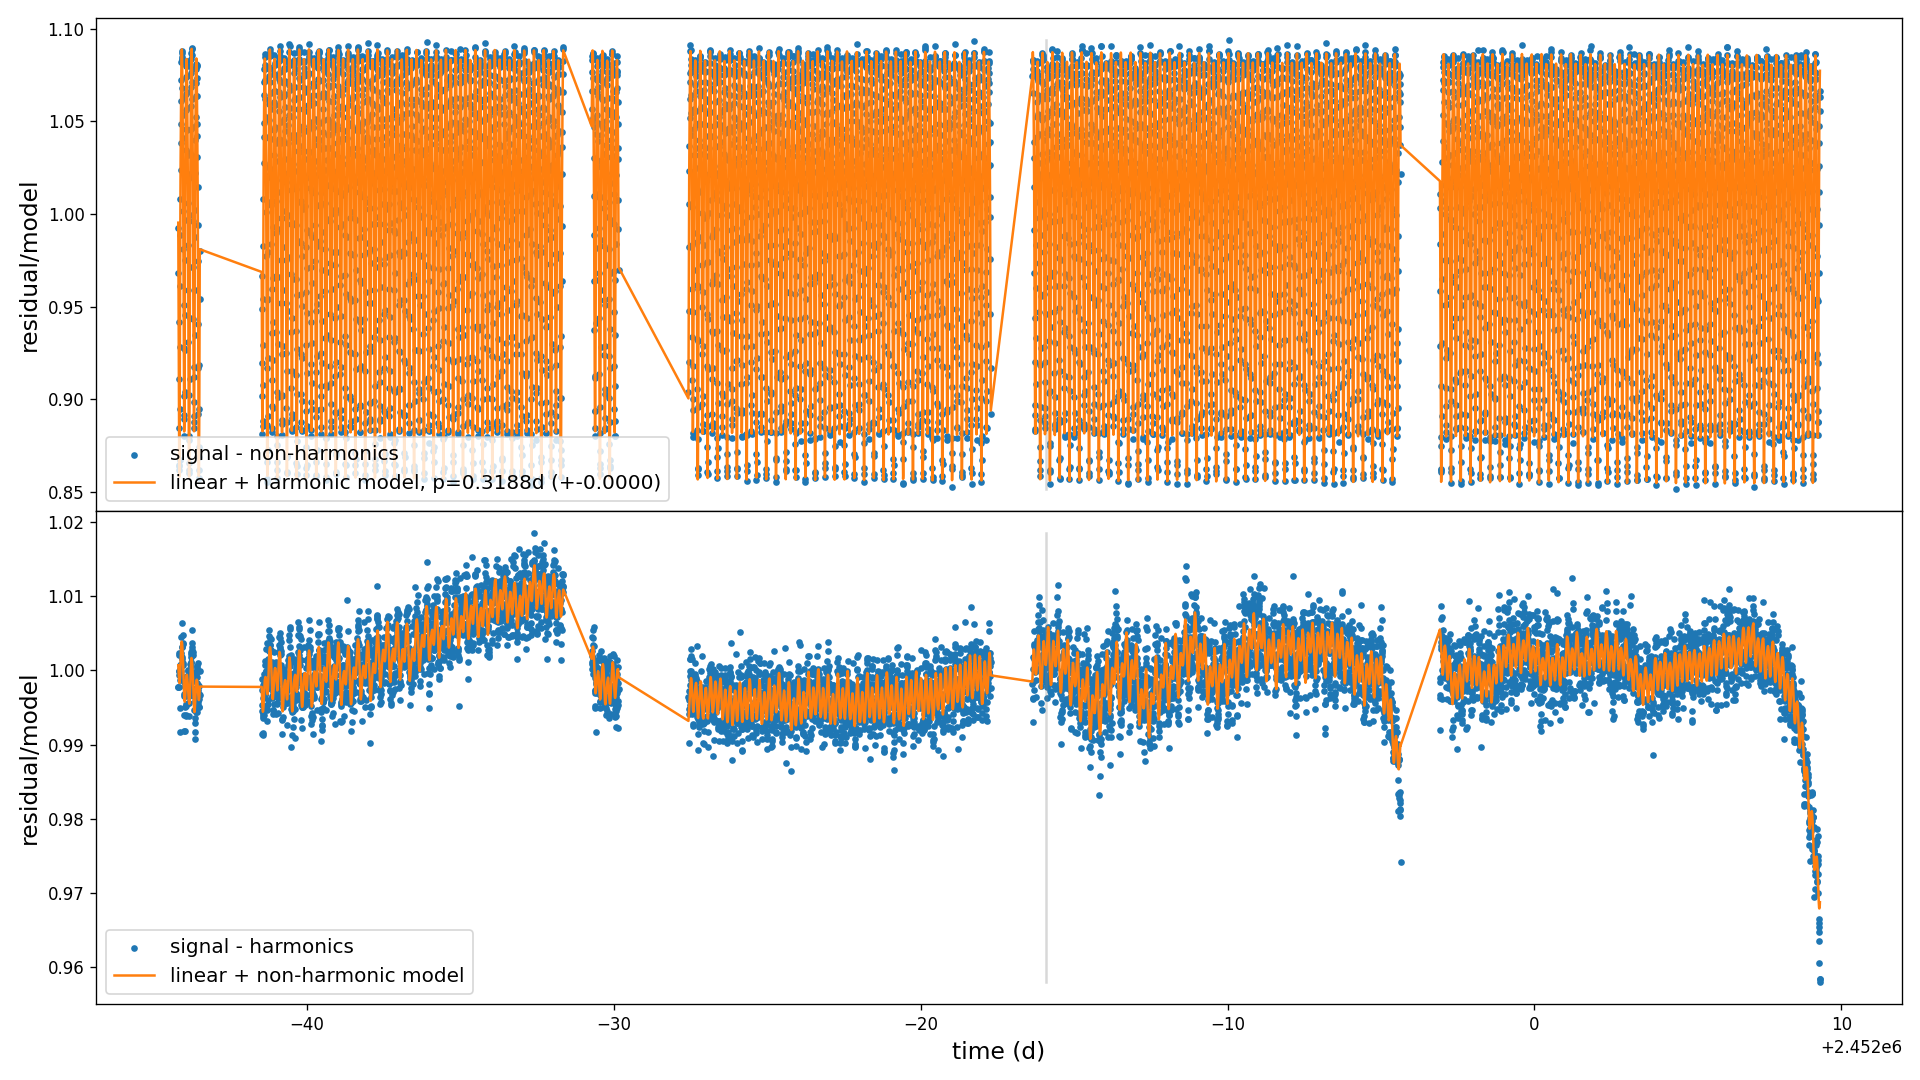 1.10
1.05
1.00
0.95
0.90
0.85
residual/model
signal - non-harmonics
linear + harmonic model, p=0.3188d (+-0.0000)
1.02
1.01
1.00
0.99
0.98
0.97
0.96
residual/model
signal - harmonics
linear + non-harmonic model
−40 −30 −20 −10 0 10
time (d)
+2.452e6